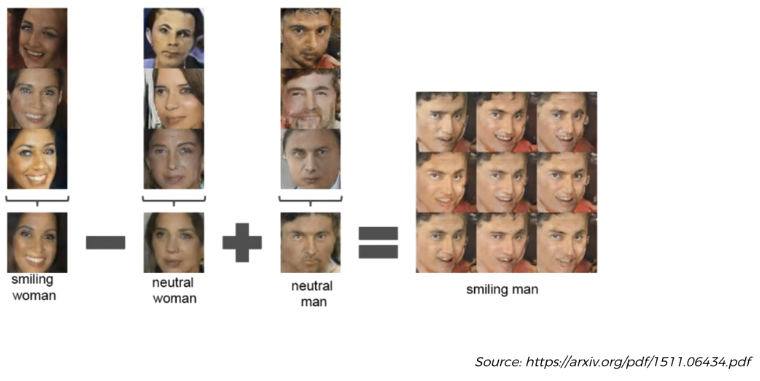 smiling
woman
neutral
woman
neutral
man
smiling man
Source: https://arxiv.org/pdf/1511.06434.pdf